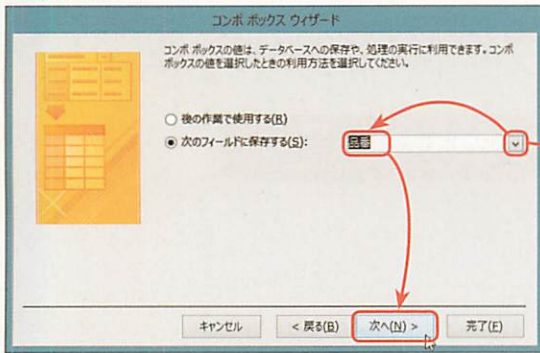 コンボ ボックス ウィザード
コンボ ボックスの値は、データベースへの保存や、処理の実行に利用できます。コンボ
ボックスの値を選択したときの利用方法を選択してください。
後の作業で使用する(R)
次のフィールドに保存する(S):
品番
キャンセル
< 戻る(B)
次へ(N) >
完了(F)